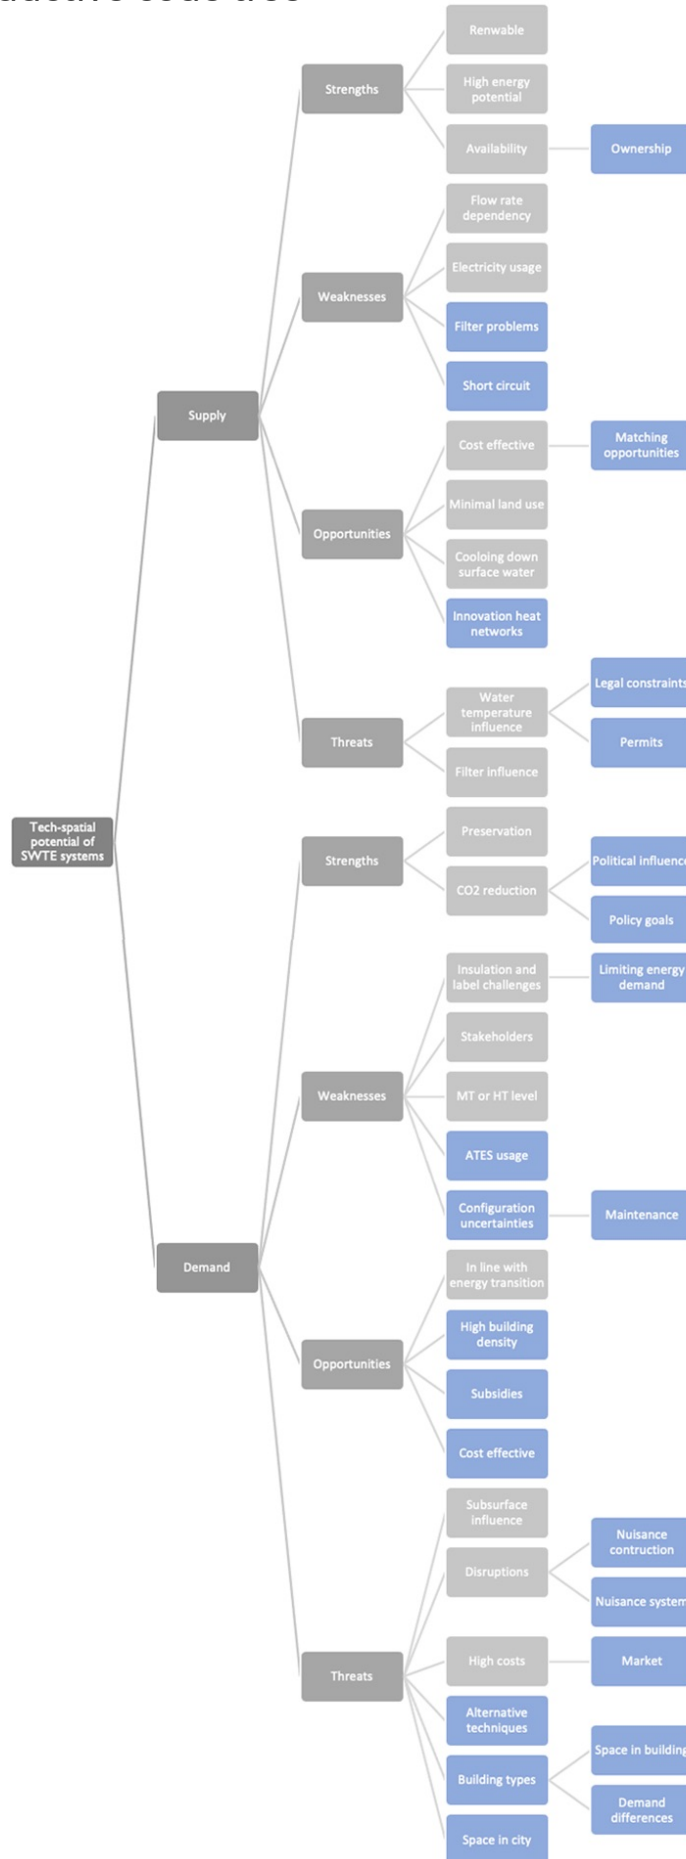 Renwable
Strengths
High energy
potential
Availability
Ownership
Flow rate
dependency
Electricity usage
Weaknesses
Filter problems
Short circuit
Supply
Cost effective
Matching
opportunities
Minimal land use
Opportunities
Cooloing down
surface water
Innovation heat
networks
Legal constraints
Water
temperature
influence
Permits
Threats
Filter influence
Tech-spatial
potential of
SWTE systems
Preservation
Strengths
Political influence
CO2 reduction
Policy goals
Insulation and
label challenges
Limiting energy
demand
Stakeholders
Weaknesses
MT or HT level
ATES usage
Configuration
uncertainties
Maintenance
Demand
In line with
energy transition
High building
density
Opportunities
Subsidies
Cost effective
Subsurface
influence
Nuisance
contruction
Disruptions
Nuisance system
High costs
Market
Threats
Alternative
techniques
Space in building
Building types
Demand
differences
Space in city